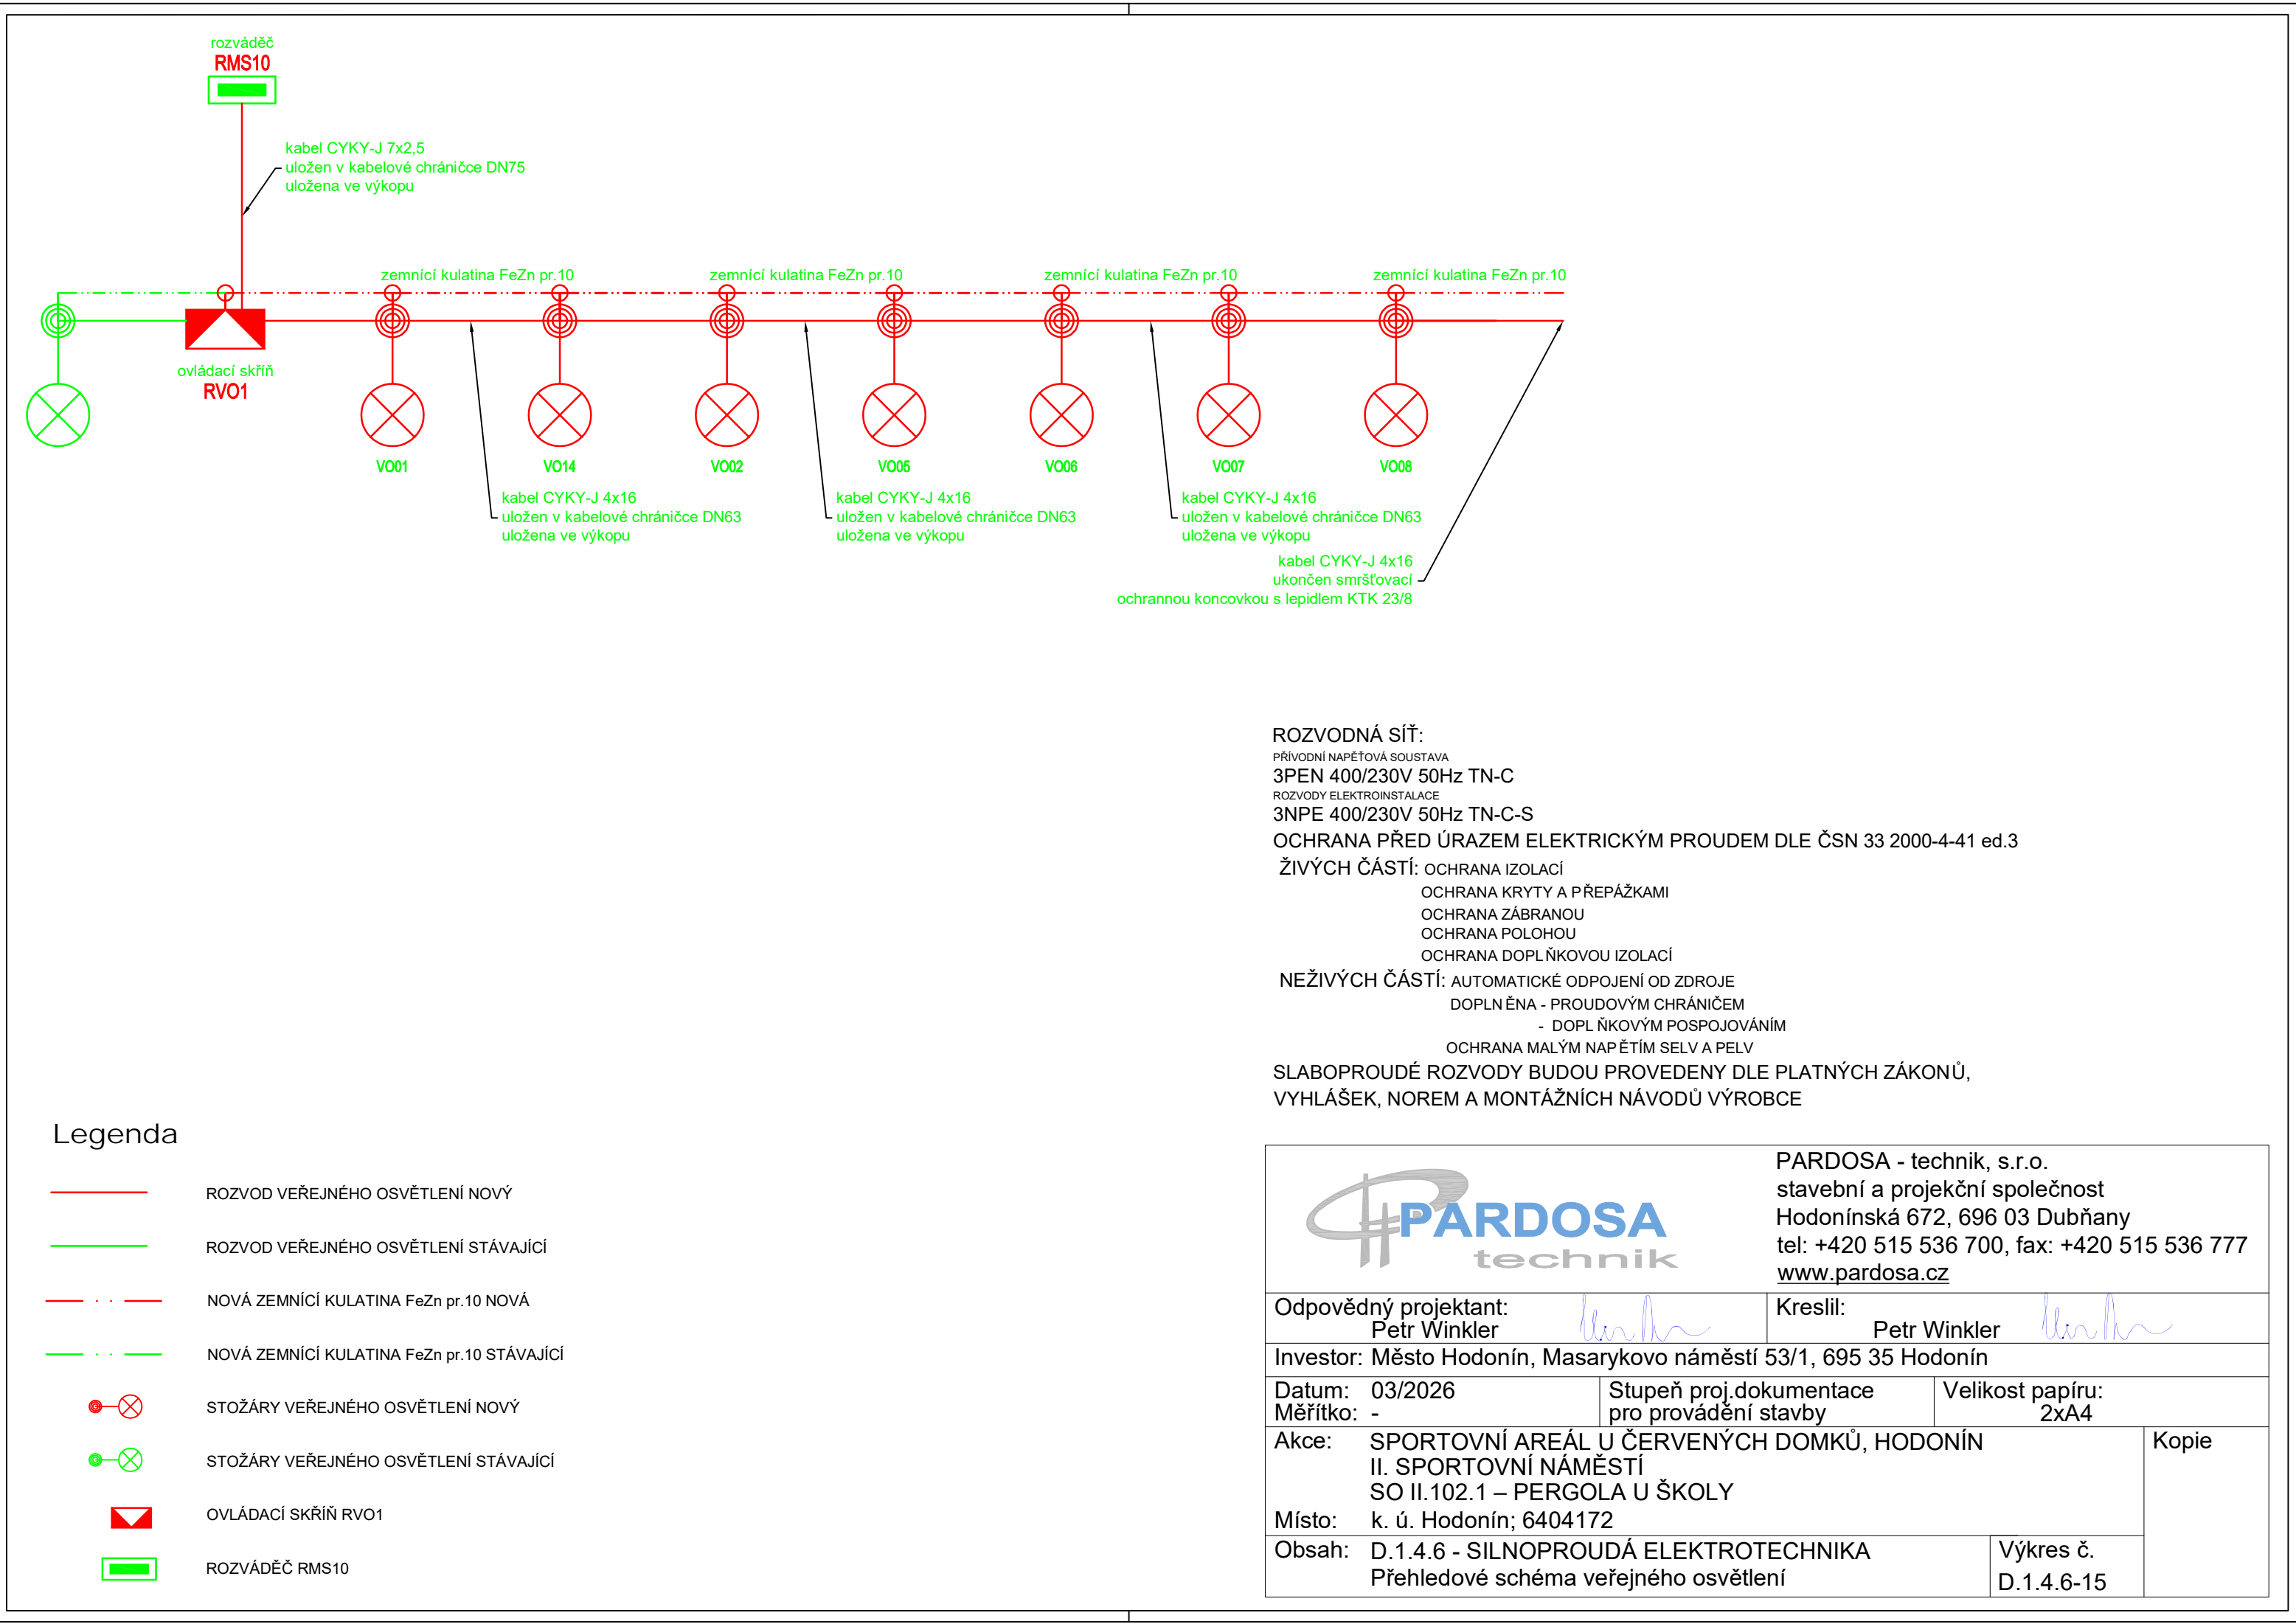 rozváděč
RMS10
kabel CYKY-J 7x2,5
uložen v kabelové chráničce DN75
uložena ve výkopu
zemnící kulatina FeZn pr.10
zemnící kulatina FeZn pr.10
zemnící kulatina FeZn pr.10
zemnící kulatina FeZn pr.10
ovládací skříň
RVO1
VO01
VO14
VO02
VO05
VO06
VO07
VO08
kabel CYKY-J 4x16
uložen v kabelové chráničce DN63
uložena ve výkopu
kabel CYKY-J 4x16
uložen v kabelové chráničce DN63
uložena ve výkopu
kabel CYKY-J 4x16
uložen v kabelové chráničce DN63
uložena ve výkopu
kabel CYKY-J 4x16
ukončen smršťovací
ochrannou koncovkou s lepidlem KTK 23/8
ROZVODNÁ SÍŤ:
PŘÍVODNÍ NAPĚŤOVÁ SOUSTAVA
3PEN 400/230V 50Hz TN-C
ROZVODY ELEKTROINSTALACE
3NPE 400/230V 50Hz TN-C-S
OCHRANA PŘED ÚRAZEM ELEKTRICKÝM PROUDEM DLE ČSN 33 2000-4-41 ed.3
ŽIVÝCH ČÁSTÍ: OCHRANA IZOLACÍ
OCHRANA KRYTY A PŘEPÁŽKAMI
OCHRANA ZÁBRANOU
OCHRANA POLOHOU
OCHRANA DOPLŇKOVOU IZOLACÍ
NEŽIVÝCH ČÁSTÍ: AUTOMATICKÉ ODPOJENÍ OD ZDROJE
DOPLNĚNA - PROUDOVÝM CHRÁNIČEM
- DOPLŇKOVÝM POSPOJOVÁNÍM
OCHRANA MALÝM NAPĚTÍM SELV A PELV
SLABOPROUDÉ ROZVODY BUDOU PROVEDENY DLE PLATNÝCH ZÁKONŮ,
VYHLÁŠEK, NOREM A MONTÁŽNÍCH NÁVODŮ VÝROBCE
Legenda
ROZVOD VEŘEJNÉHO OSVĚTLENÍ NOVÝ
ROZVOD VEŘEJNÉHO OSVĚTLENÍ STÁVAJÍCÍ
NOVÁ ZEMNÍCÍ KULATINA FeZn pr.10 NOVÁ
NOVÁ ZEMNÍCÍ KULATINA FeZn pr.10 STÁVAJÍCÍ
STOŽÁRY VEŘEJNÉHO OSVĚTLENÍ NOVÝ
STOŽÁRY VEŘEJNÉHO OSVĚTLENÍ STÁVAJÍCÍ
OVLÁDACÍ SKŘÍŇ RVO1
ROZVÁDĚČ RMS10
PARDOSA
technik
PARDOSA - technik, s.r.o.
stavební a projekční společnost
Hodonínská 672, 696 03 Dubňany
tel: +420 515 536 700, fax: +420 515 536 777
www.pardosa.cz
Odpovědný projektant:
Petr Winkler
Kreslil:
Petr Winkler
Investor: Město Hodonín, Masarykovo náměstí 53/1, 695 35 Hodonín
Datum: 03/2026
Měřítko: -
Stupeň proj.dokumentace
pro provádění stavby
Velikost papíru:
2xA4
Akce: SPORTOVNÍ AREÁL U ČERVENÝCH DOMKŮ, HODONÍN
II. SPORTOVNÍ NÁMĚSTÍ
SO II.102.1 – PERGOLA U ŠKOLY
Kopie
Místo: k. ú. Hodonín; 6404172
Obsah: D.1.4.6 - SILNOPROUDÁ ELEKTROTECHNIKA
Přehledové schéma veřejného osvětlení
Výkres č.
D.1.4.6-15